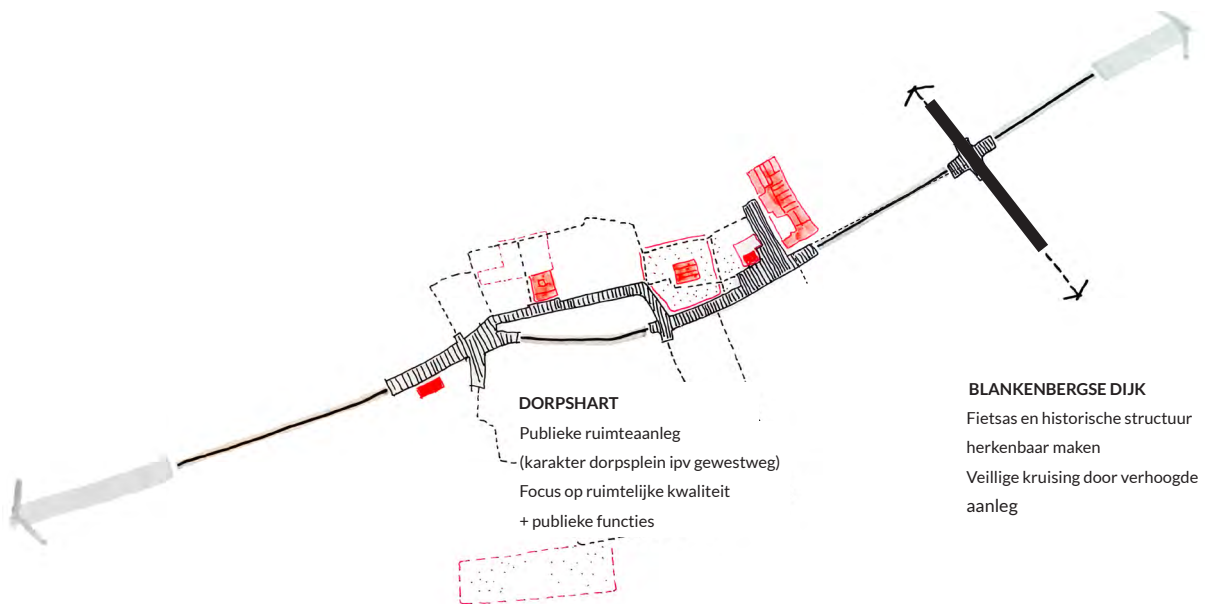 DORPSHART
Publieke ruimteaanleg
(karakter dorpsplein ipv gewestweg)
Focus op ruimtelijke kwaliteit
+ publieke functies
BLANKENBERGSE DIJK
Fietsas en historische structuur
herkenbaar maken
Veillige kruising door verhoogde
aanleg